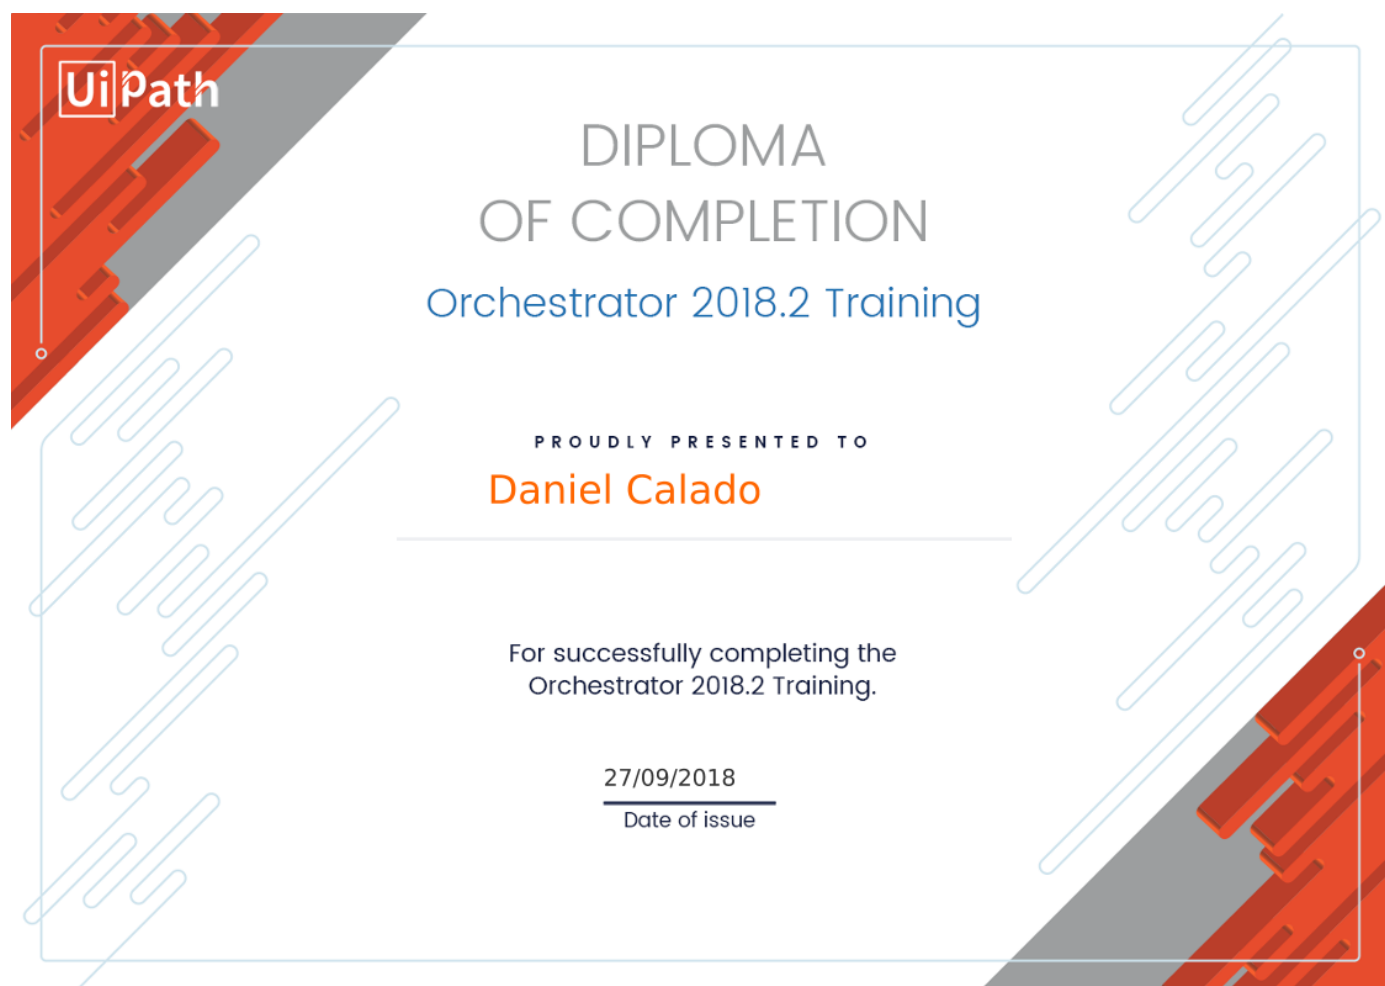 UiPath
DIPLOMA
OF COMPLETION
Orchestrator 2018.2 Training
PROUDLY PRESENTED TO
Daniel Calado
For successfully completing the
Orchestrator 2018.2 Training.
27/09/2018
Date of issue